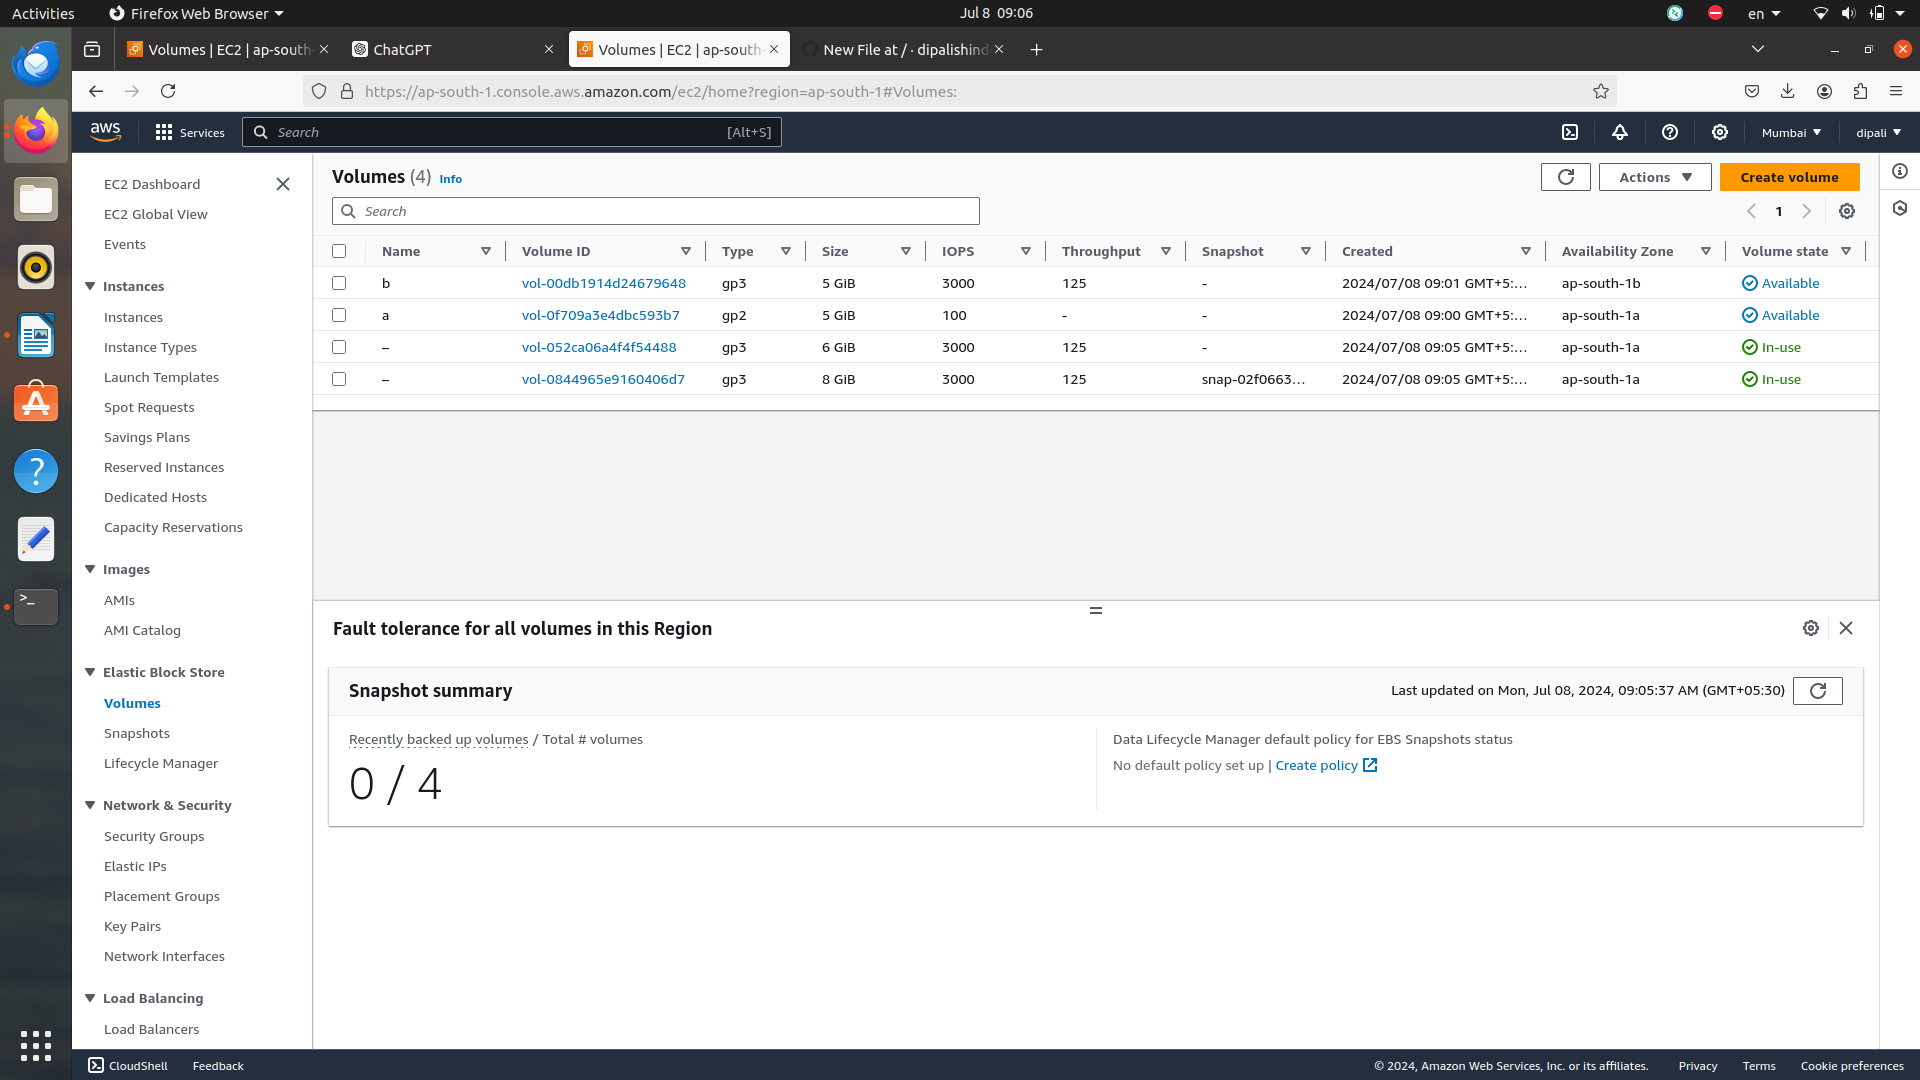 Activities
Firefox Web Browser
Jul 8 09:06
en
Volumes | EC2 | ap-south-
ChatGPT
Volumes | EC2 | ap-south-
New File at / · dipalishind
https://ap-south-1.console.aws.amazon.com/ec2/home?region=ap-south-1#Volumes:
aws
Services
Search
[Alt+S]
Mumbai
dipali
EC2 Dashboard
EC2 Global View
Events
Instances
Instances
Instance Types
Launch Templates
Spot Requests
Savings Plans
Reserved Instances
Dedicated Hosts
Capacity Reservations
Images
AMIs
AMI Catalog
Elastic Block Store
Volumes
Snapshots
Lifecycle Manager
Network & Security
Security Groups
Elastic IPs
Placement Groups
Key Pairs
Network Interfaces
Load Balancing
Load Balancers
Volumes (4) Info
Actions
Create volume
Search
1
Name Volume ID Type Size IOPS Throughput Snapshot Created Availability Zone Volume state
b vol-00db1914d24679648 gp3 5 GiB 3000 125 - 2024/07/08 09:01 GMT+5:... ap-south-1b Available
a vol-0f709a3e4dbc593b7 gp2 5 GiB 100 - - 2024/07/08 09:00 GMT+5:... ap-south-1a Available
– vol-052ca06a4f4f54488 gp3 6 GiB 3000 125 - 2024/07/08 09:05 GMT+5:... ap-south-1a In-use
– vol-0844965e9160406d7 gp3 8 GiB 3000 125 snap-02f0663... 2024/07/08 09:05 GMT+5:... ap-south-1a In-use
Fault tolerance for all volumes in this Region
Snapshot summary
Last updated on Mon, Jul 08, 2024, 09:05:37 AM (GMT+05:30)
Recently backed up volumes / Total # volumes
0 / 4
Data Lifecycle Manager default policy for EBS Snapshots status
No default policy set up | Create policy
CloudShell
Feedback
© 2024, Amazon Web Services, Inc. or its affiliates.
Privacy
Terms
Cookie preferences